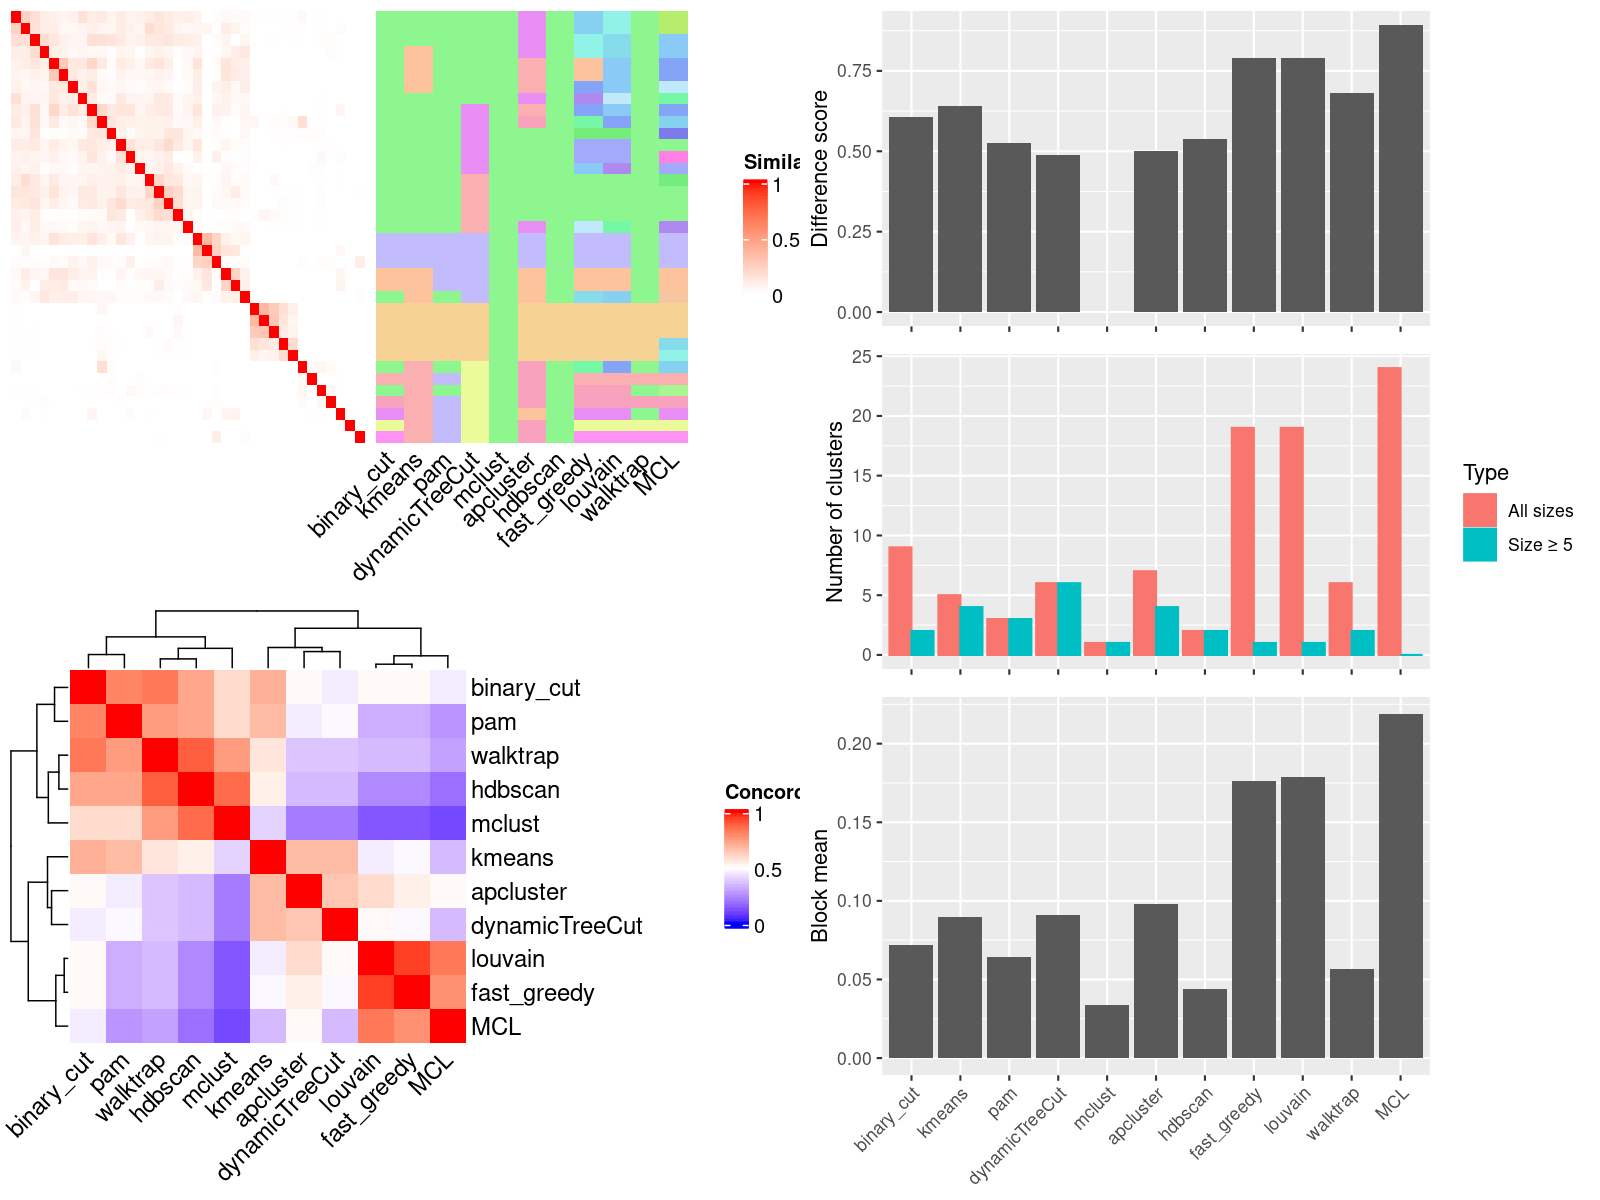 Simila
1
0.5
0
binary_cut
kmeans
pam
dynamicTreeCut
mclust
apcluster
hdbscan
fast_greedy
louvain
walktrap
MCL
Difference score
0.75
0.50
0.25
0.00
Number of clusters
25
20
15
10
5
0
Type
All sizes
Size ≥ 5
binary_cut
pam
walktrap
hdbscan
mclust
kmeans
apcluster
dynamicTreeCut
louvain
fast_greedy
MCL
binary_cut
pam
walktrap
hdbscan
mclust
kmeans
apcluster
dynamicTreeCut
louvain
fast_greedy
MCL
Concord
1
0.5
0
Block mean
0.20
0.15
0.10
0.05
0.00
binary_cut
kmeans
pam
dynamicTreeCut
mclust
apcluster
hdbscan
fast_greedy
louvain
walktrap
MCL